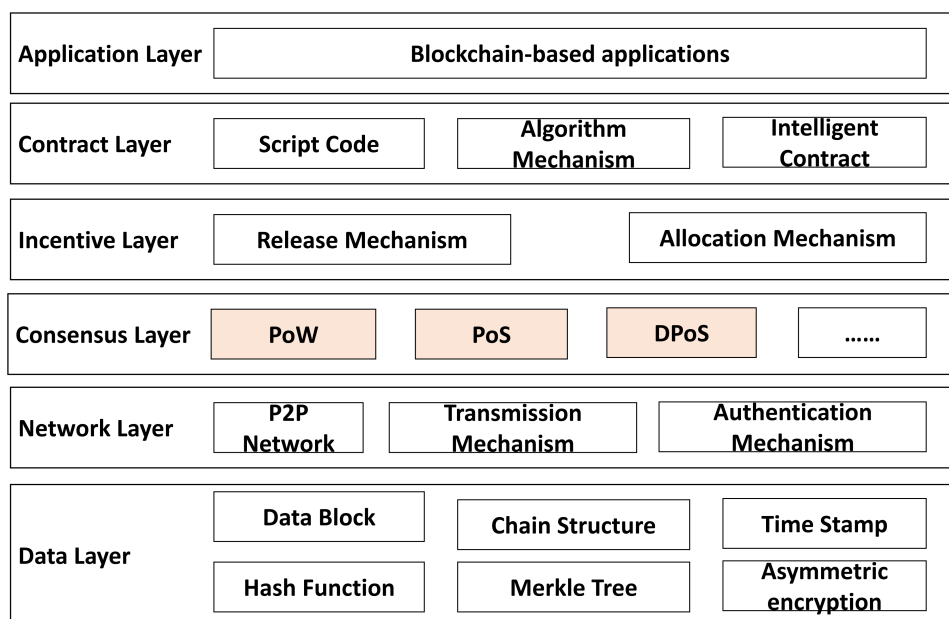 Application Layer
Blockchain-based applications
Contract Layer
Script Code
Algorithm
Mechanism
Intelligent
Contract
Incentive Layer
Release Mechanism
Allocation Mechanism
Consensus Layer
PoW
PoS
DPoS
......
Network Layer
P2P
Network
Transmission
Mechanism
Authentication
Mechanism
Data Layer
Data Block
Chain Structure
Time Stamp
Hash Function
Merkle Tree
Asymmetric
encryption